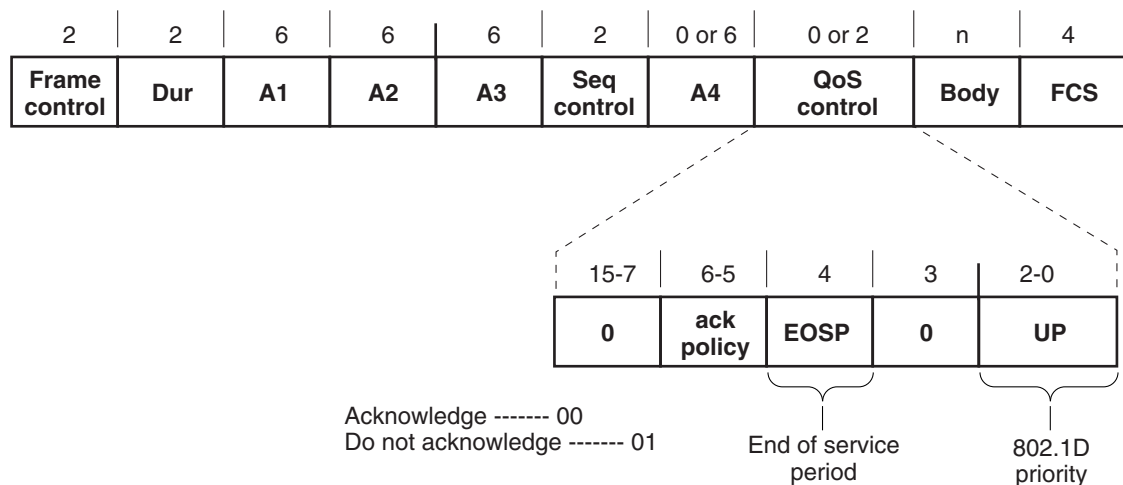 2 2 6 6 6 2 0 or 6 0 or 2 n 4
Frame control Dur A1 A2 A3 Seq control A4 QoS control Body FCS
15-7 6-5 4 3 2-0
0 ack policy EOSP 0 UP
Acknowledge ------- 00
Do not acknowledge ------- 01
End of service
period
802.1D
priority